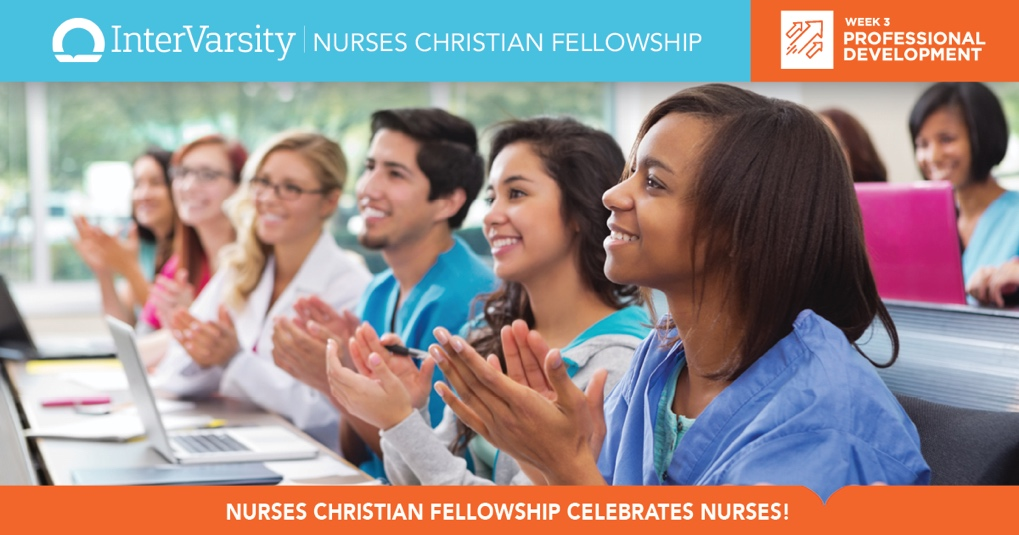 InterVarsity NURSES CHRISTIAN FELLOWSHIP
WEEK 3
PROFESSIONAL
DEVELOPMENT
NURSES CHRISTIAN FELLOWSHIP CELEBRATES NURSES!